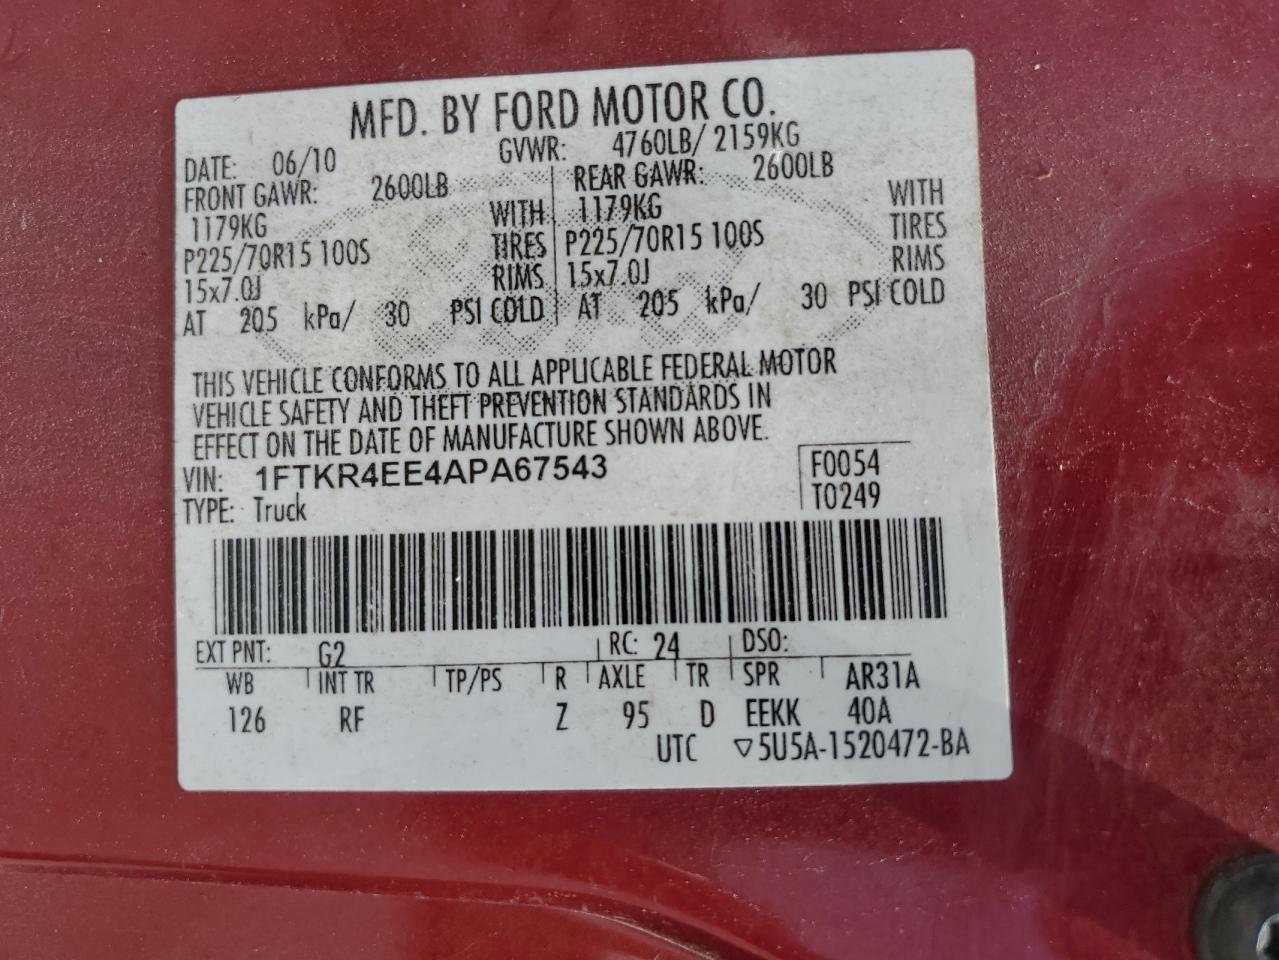 MFD. BY FORD MOTOR CO.
DATE: 06/10 GVWR: 4760LB/ 2159KG
FRONT GAWR: 2600LB REAR GAWR: 2600LB
1179KG WITH 1179KG WITH
P225/70R15 100S TIRES P225/70R15 100S TIRES
15x7.0J RIMS 15x7.0J RIMS
AT 205 kPa/ 30 PSI COLD AT 205 kPa/ 30 PSI COLD
THIS VEHICLE CONFORMS TO ALL APPLICABLE FEDERAL MOTOR
VEHICLE SAFETY AND THEFT PREVENTION STANDARDS IN
EFFECT ON THE DATE OF MANUFACTURE SHOWN ABOVE.
VIN: 1FTKR4EE4APA67543 F0054
TYPE: Truck T0249
EXT PNT: G2 RC: 24 DSO:
WB INT TR TP/PS R AXLE TR SPR AR31A
126 RF Z 95 D EEKK 40A
UTC ▽5U5A-1520472-BA